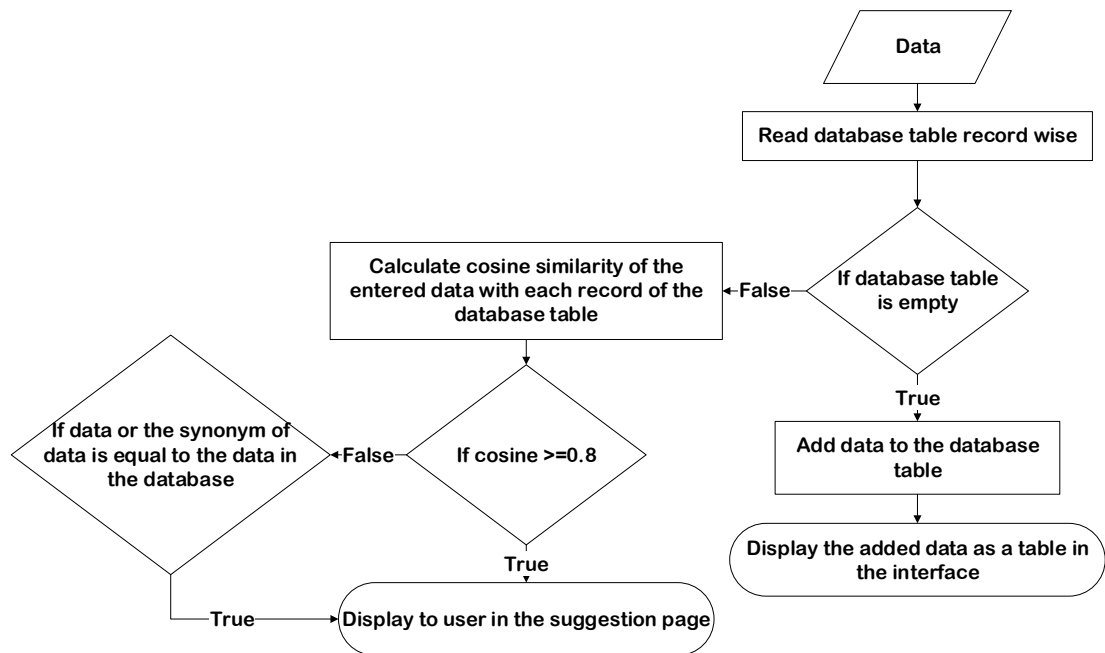 Data
Read database table record wise
If database table
is empty
False
Calculate cosine similarity of the
entered data with each record of the
database table
True
Add data to the database
table
Display the added data as a table in
the interface
If cosine >=0.8
False
If data or the synonym of
data is equal to the data in
the database
True
True
Display to user in the suggestion page